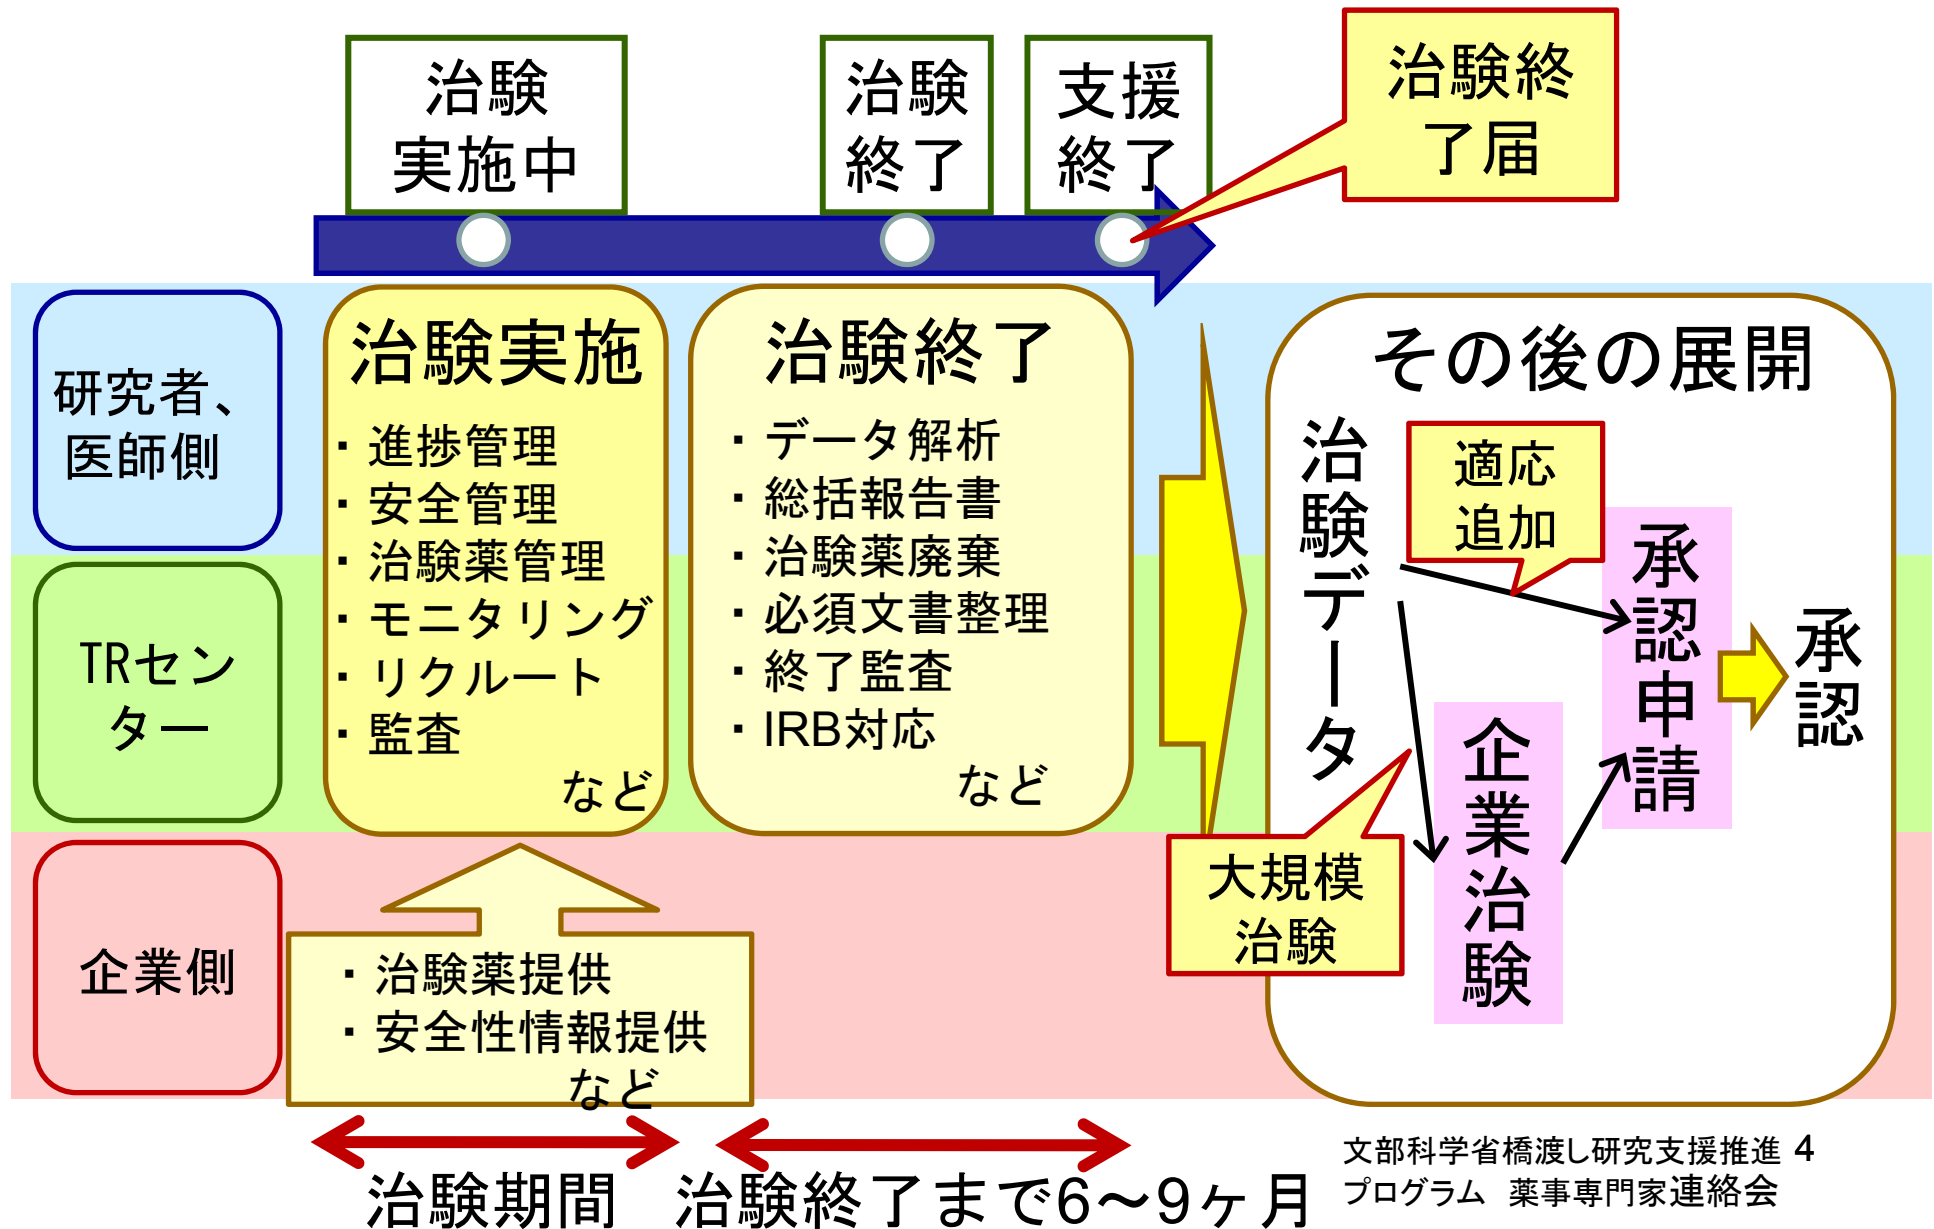 治験
実施中
治験
終了
支援
終了
治験終
了届
研究者、
医師側
TRセン
ター
企業側
治験実施
・進捗管理
・安全管理
・治験薬管理
・モニタリング
・リクルート
・監査
など
治験終了
・データ解析
・総括報告書
・治験薬廃棄
・必須文書整理
・終了監査
・IRB対応
など
・治験薬提供
・安全性情報提供
など
その後の展開
治験データ
適応
追加
大規模
治験
企業治験
承認申請
承認
治験期間
治験終了まで6～9ヶ月
文部科学省橋渡し研究支援推進
プログラム 薬事専門家連絡会
4